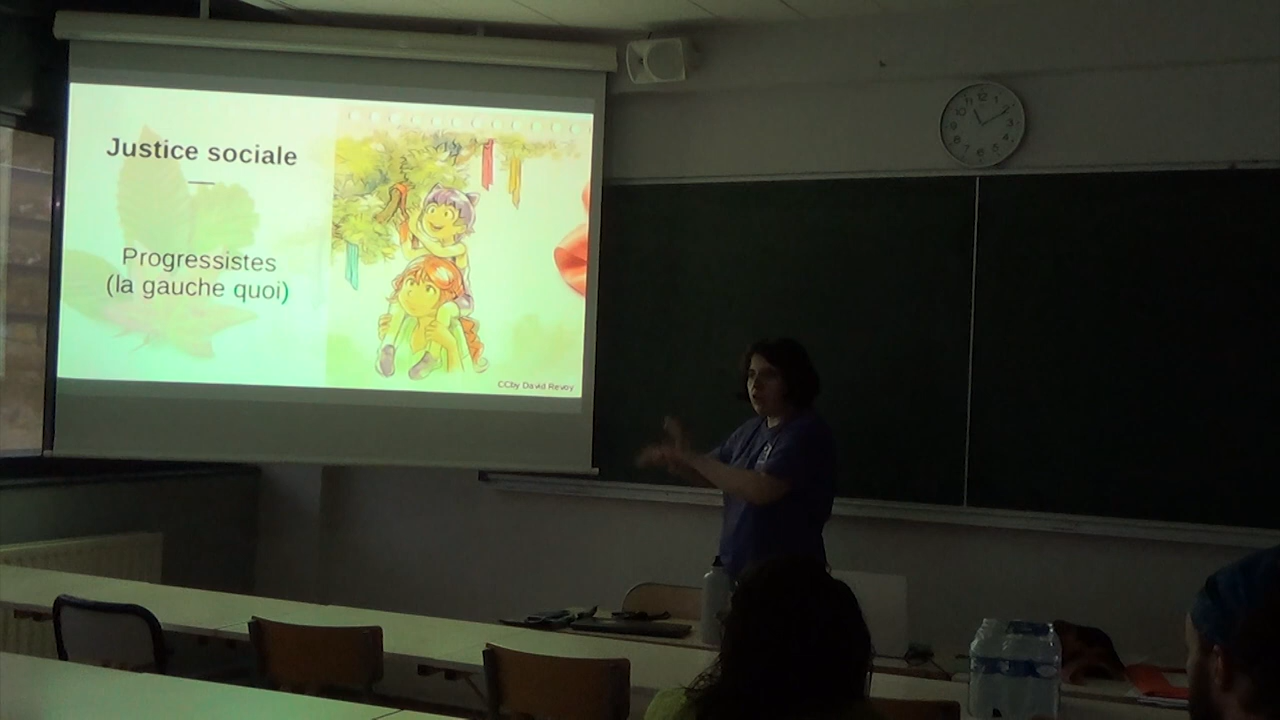 Justice sociale
—
Progressistes
(la gauche quoi)
CCby David Revoy